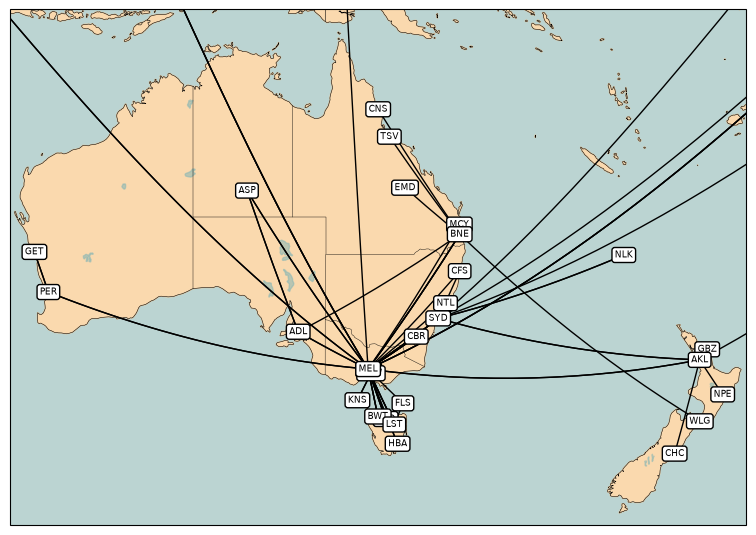 CNS
TSV
EMD
ASP
MCY
BNE
GET
NLK
CFS
PER
NTL
SYD
ADL
CBR
GBZ
AKL
MEL
NPE
KNS
FLS
BWT
LST
WLG
HBA
CHC